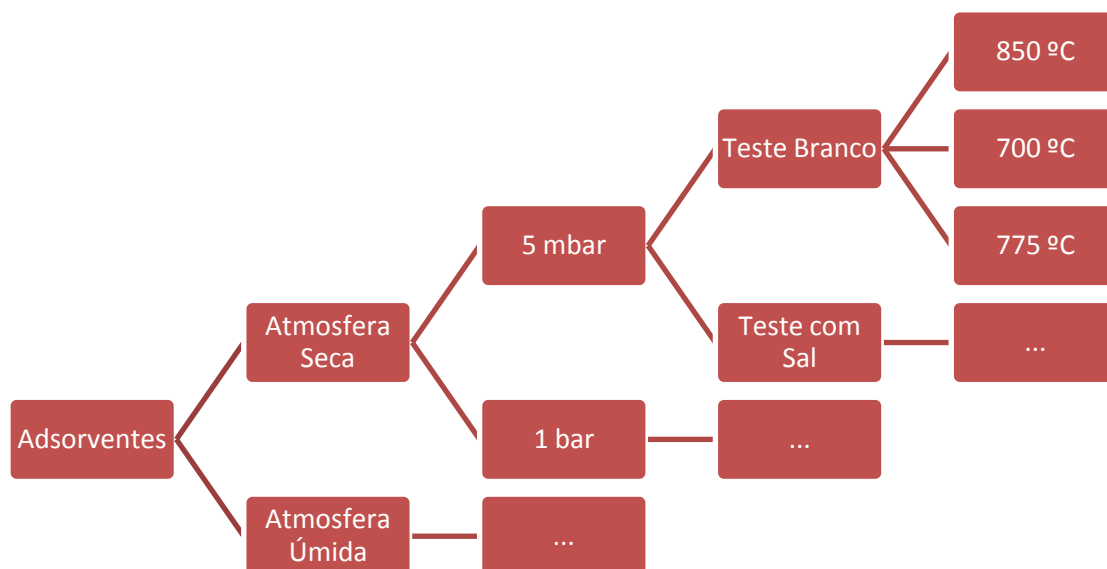 850 ºC
Teste Branco
700 ºC
5 mbar
775 ºC
Atmosfera
Seca
Teste com
Sal
...
Adsorventes
1 bar
...
Atmosfera
Úmida
...